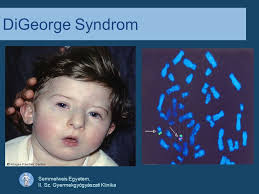 DiGeorge Syndrom
Semmelweis Egyetem,
II. Sz. Gyermekgyógyászati Klinika